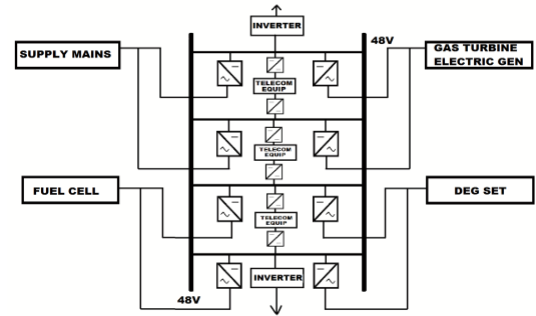 INVERTER
48V
SUPPLY MAINS
GAS TURBINE
ELECTRIC GEN
TELECOM
EQUIP
TELECOM
EQUIP
FUEL CELL
DEG SET
TELECOM
EQUIP
INVERTER
48V